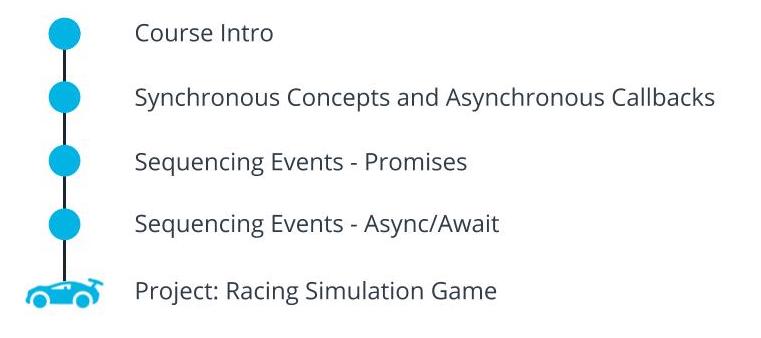 Course Intro
Synchronous Concepts and Asynchronous Callbacks
Sequencing Events - Promises
Sequencing Events - Async/Await
Project: Racing Simulation Game